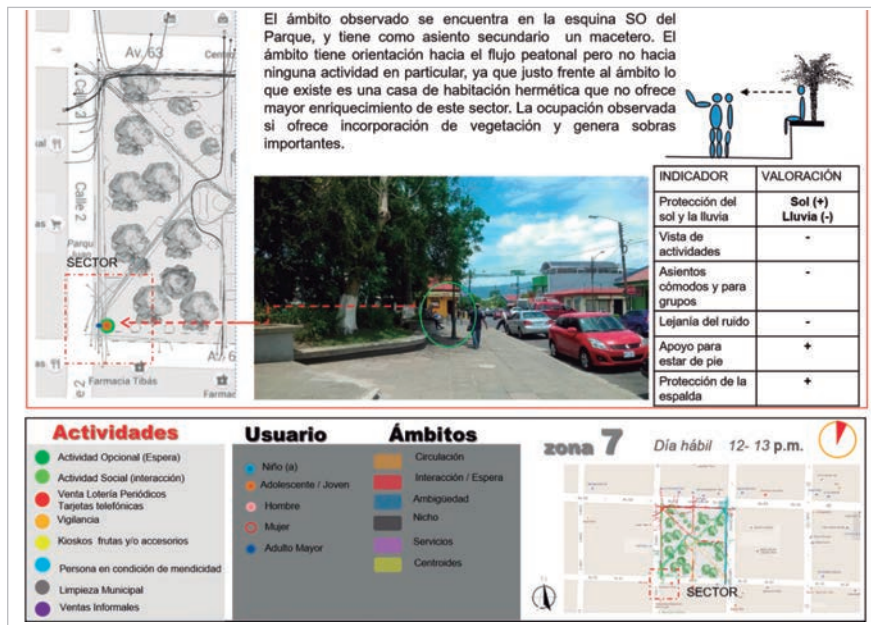 El ámbito observado se encuentra en la esquina SO del
Parque, y tiene como asiento secundario un macetero. El
ámbito tiene orientación hacia el flujo peatonal pero no hacia
ninguna actividad en particular, ya que justo frente al ámbito lo
que existe es una casa de habitación hermética que no ofrece
mayor enriquecimiento de este sector. La ocupación observada
si ofrece incorporación de vegetación y genera sobras
importantes.
Av. 63
Calle 2
Calle 2
SECTOR
Av. 6
Farmacia Tibás
Farmac
INDICADOR VALORACIÓN
Protección del Sol (+)
sol y la lluvia Lluvia (-)
Vista de
actividades -
Asientos
cómodos y para
grupos -
Lejanía del ruido -
Apoyo para
estar de pie +
Protección de la
espalda +
Actividades
Actividad Opcional (Espera)
Actividad Social (interacción)
Venta Lotería Periódicos
Tarjetas telefónicas
Vigilancia
Kioskos frutas y/o accesorios
Persona en condición de mendicidad
Limpieza Municipal
Ventas Informales
Usuario
Niño (a)
Adolescente / Joven
Hombre
Mujer
Adulto Mayor
Ámbitos
Circulación
Interacción / Espera
Ambigüedad
Nicho
Servicios
Centroides
zona 7 Día hábil 12- 13 p.m.
SECTOR